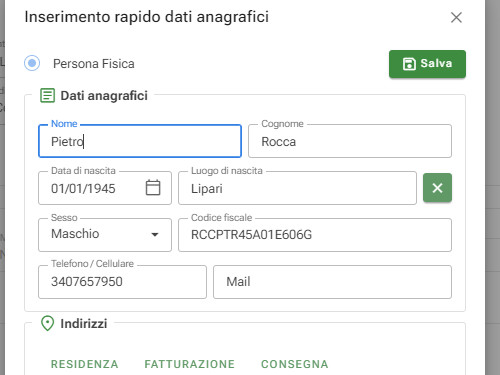 Inserimento rapido dati anagrafici
Persona Fisica
Salva
Dati anagrafici
Nome
Cognome
Pietro
Rocca
Data di nascita
Luogo di nascita
01/01/1945
Lipari
Sesso
Codice fiscale
Maschio
RCCPTR45A01E606G
Telefono / Cellulare
3407657950
Mail
Indirizzi
RESIDENZA
FATTURAZIONE
CONSEGNA